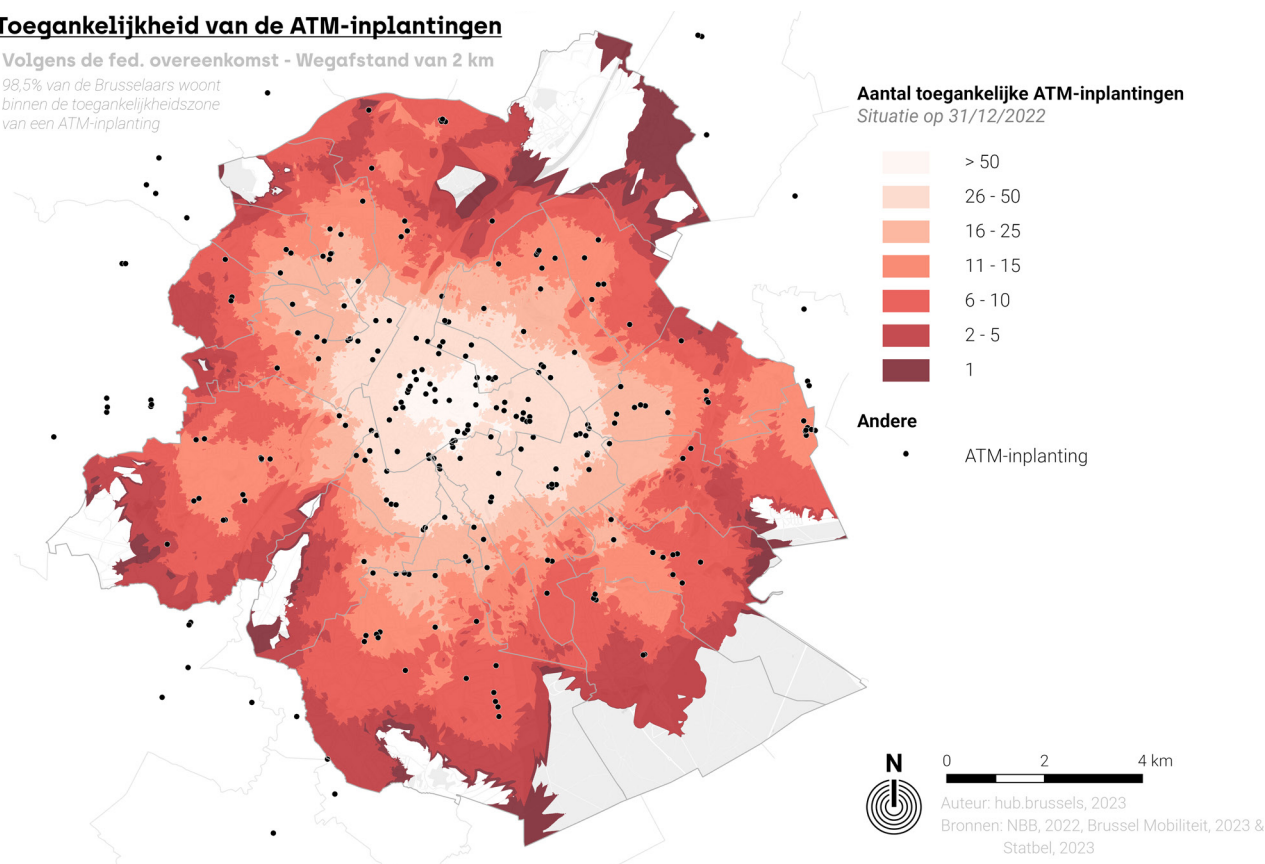 Toegankelijkheid van de ATM-inplantingen
Volgens de fed. overeenkomst - Wegafstand van 2 km
98,5% van de Brusselaars woont
binnen de toegankelijkheidszone
van een ATM-inplanting
Aantal toegankelijke ATM-inplantingen
Situatie op 31/12/2022
> 50
26 - 50
16 - 25
11 - 15
6 - 10
2 - 5
1
Andere
ATM-inplanting
N
0 2 4 km
Auteur: hub.brussels, 2023
Bronnen: NBB, 2022, Brussel Mobiliteit, 2023 &
Statbel, 2023